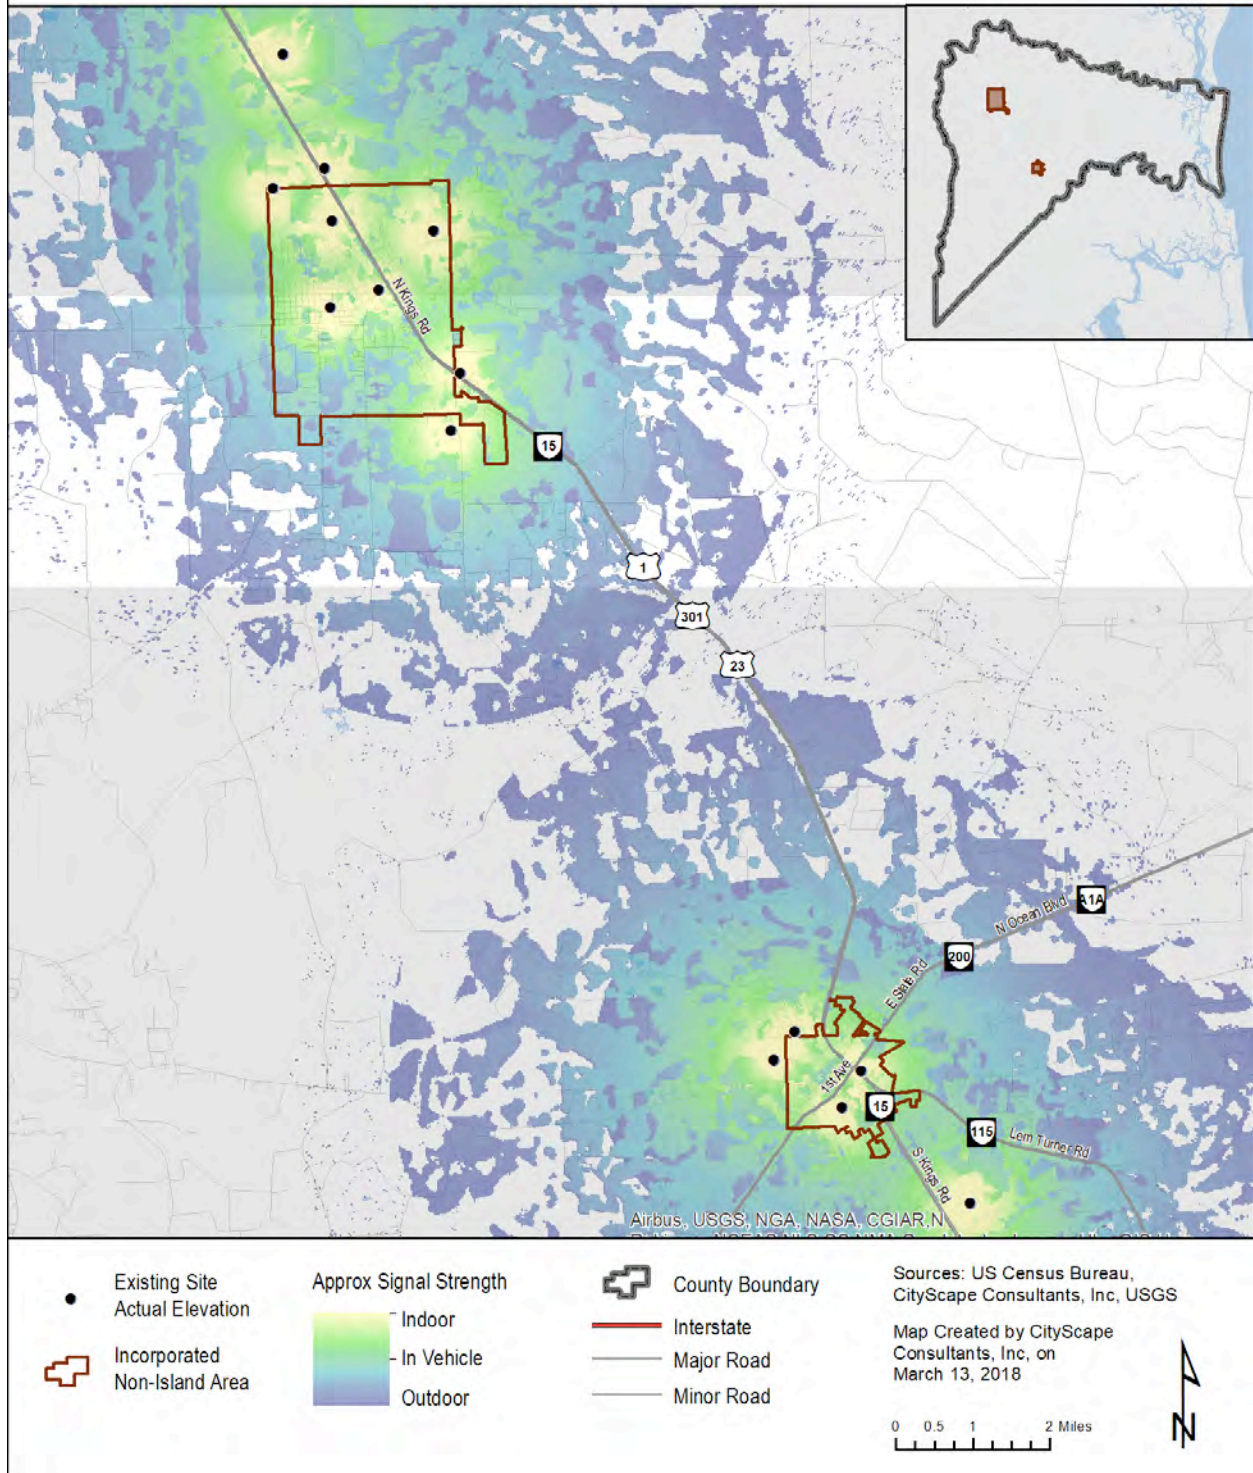 N Kings Rd
15
1
301
23
A1A
N Ocean Blvd
200
E State Rd
1st Ave
15
115
Lem Turner Rd
S Kings Rd
Airbus, USGS, NGA, NASA, CGIAR,N
Existing Site
Actual Elevation
Incorporated
Non-Island Area
Approx Signal Strength
Indoor
In Vehicle
Outdoor
County Boundary
Interstate
Major Road
Minor Road
Sources: US Census Bureau,
CityScape Consultants, Inc, USGS
Map Created by CityScape
Consultants, Inc, on
March 13, 2018
0 0.5 1 2 Miles
N